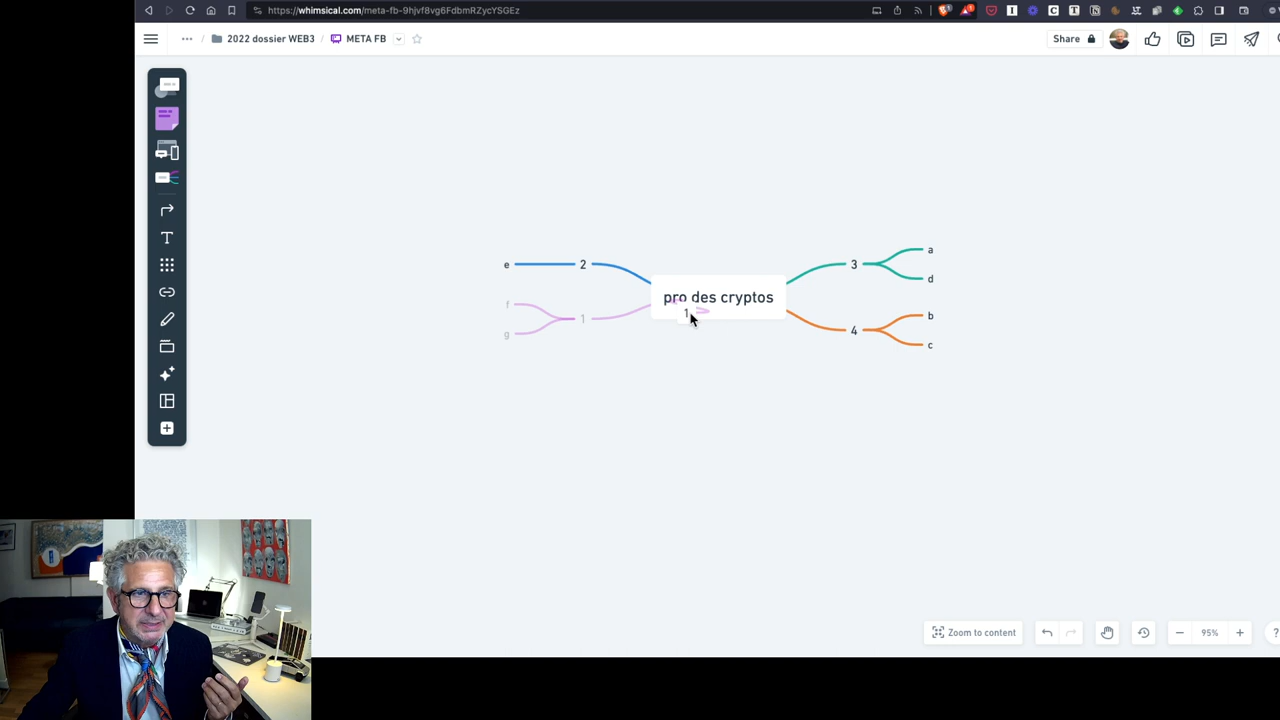 https://whimsical.com/meta-fb-9hjvf8vg6FdbmRZycYSGEz
... / 2022 dossier WEB3 / META FB
Share
e 2
f
g 1
pro des cryptos
1
3 a
d
4 b
c
Zoom to content
95%